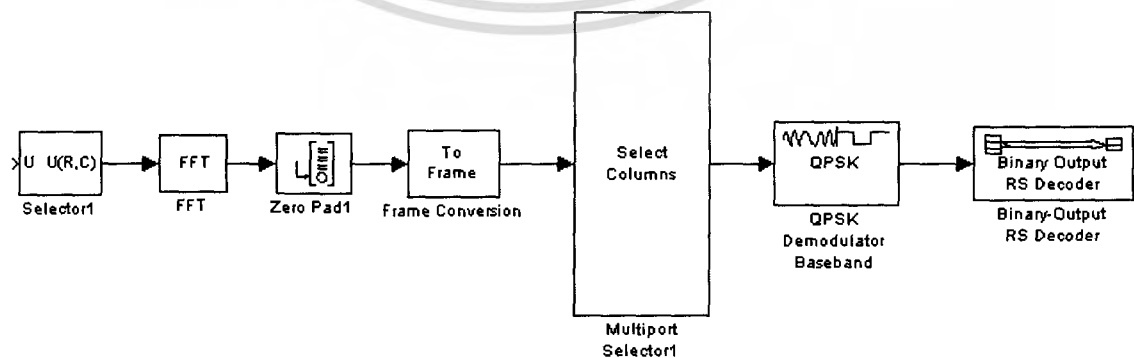 U U(R,C)
Selector1
FFT
FFT
Zero Pad1
To
Frame
Frame Conversion
Select
Columns
Multiport
Selector1
QPSK
QPSK
Demodulator
Baseband
Binary Output
RS Decoder
Binary-Output
RS Decoder